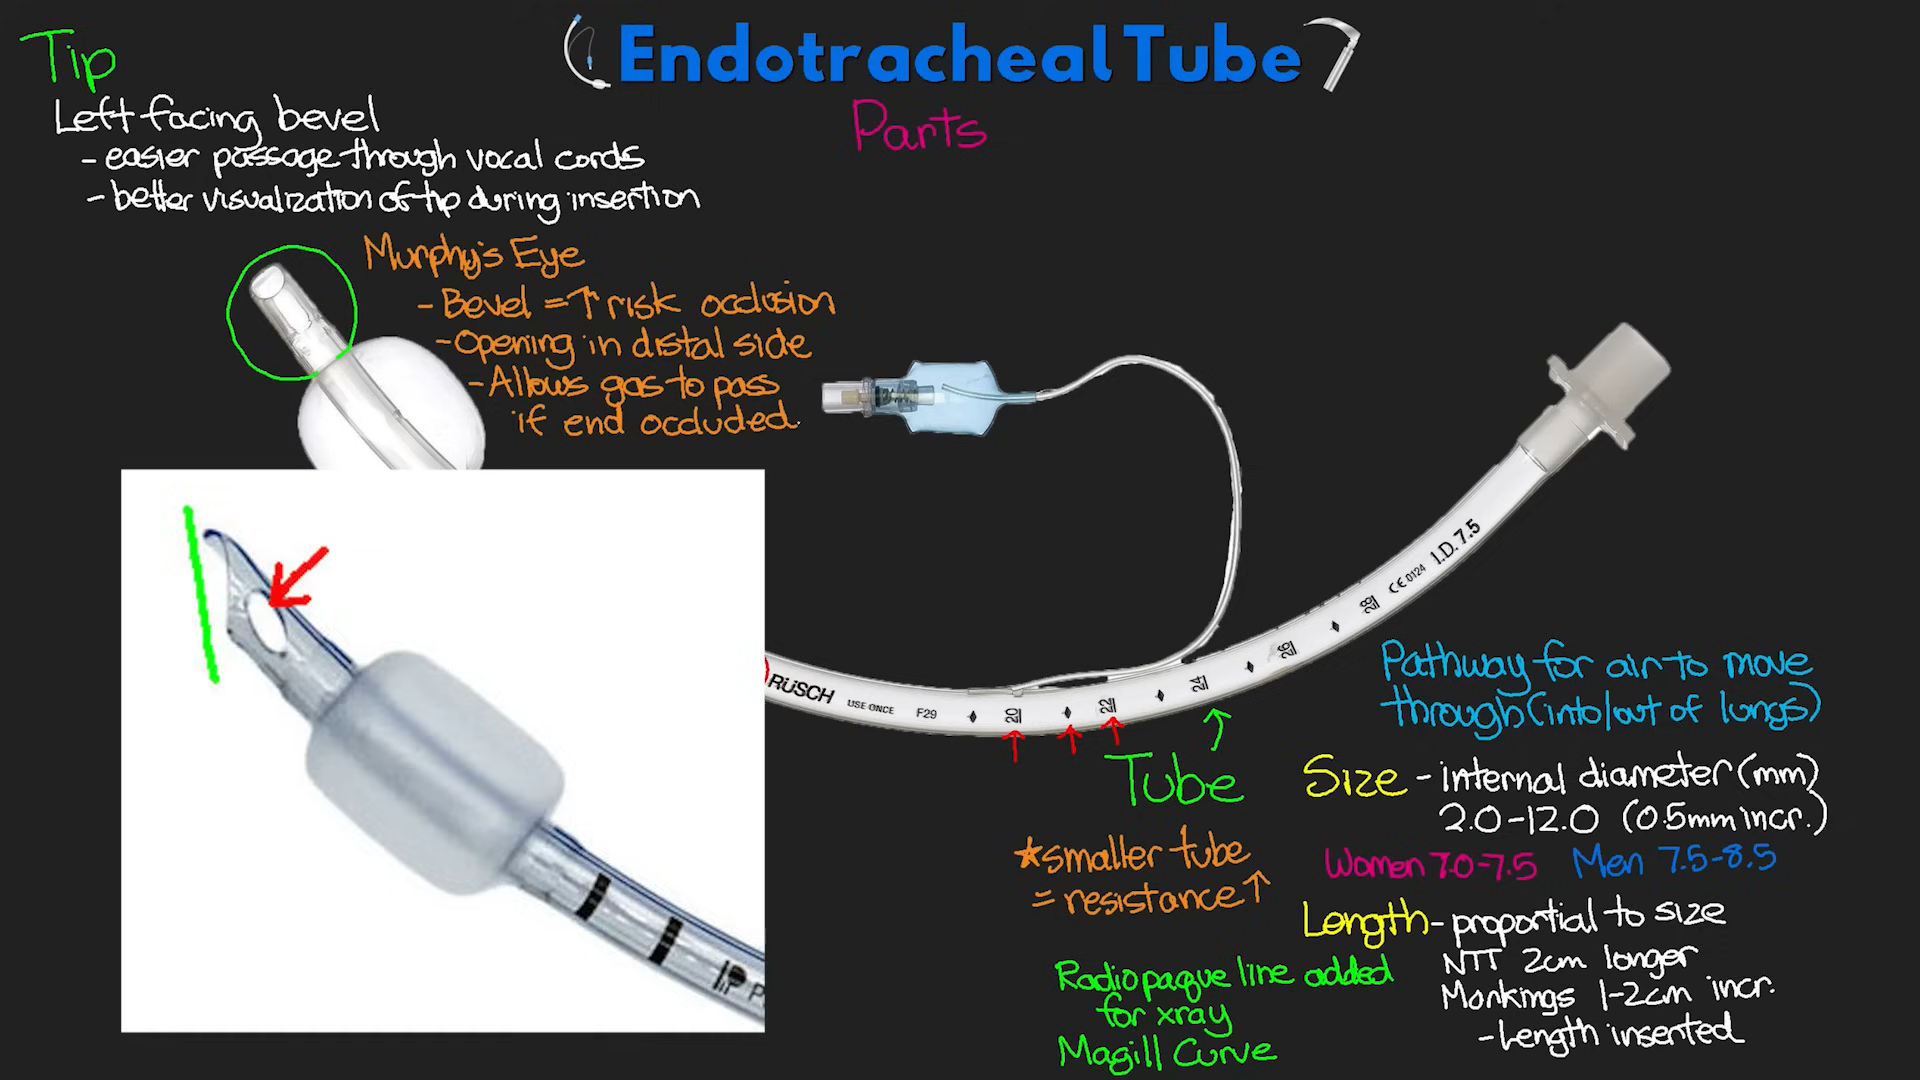 Endotracheal Tube
Parts
Tip
Left facing bevel
- easier passage through vocal cords
- better visualization of tip during insertion
Murphy's Eye
- Bevel = ↑ risk occlusion
- Opening in distal side
- Allows gas to pass
if end occluded.
RÜSCH USE ONCE F29 20 22 24 26 28 CE 0124 I.D. 7.5
Tube
*smaller tube
= resistance ↑
Radiopaque line added
for xray
Magill Curve
Pathway for air to move
through (into/out of lungs)
Size - internal diameter (mm)
2.0-12.0 (0.5mm incr.)
Women 7.0-7.5 Men 7.5-8.5
Length - proportial to size
NTT 2cm longer
Markings 1-2cm incr.
- Length inserted